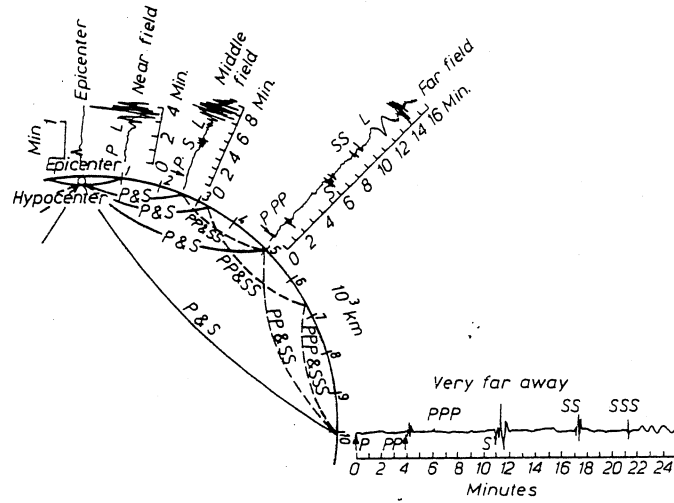 Epicenter
Near field
Middle field
Far field
Min 1
P L
0 2 4 Min.
P S L
0 2 4 6 8 Min.
P PP S SS L
0 2 4 6 8 10 12 14 16 Min.
Epicenter
Hypocenter
P & S
P & S
P & S
P & S
PP & SS
PP & SS
PP & SS
PPP & SSS
2
3
4
5
6
7
8
9
10
10³ km
Very far away
PPP SS SSS
P PP S
0 2 4 6 8 10 12 14 16 18 20 22 24
Minutes